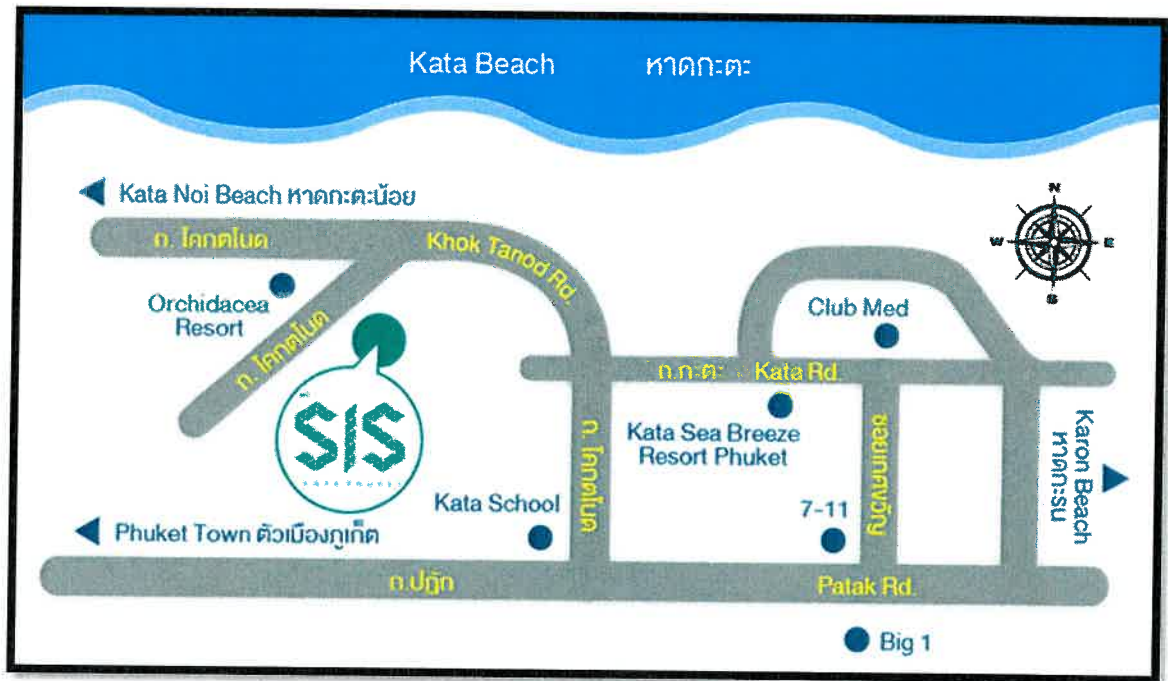 Kata Beach หาดกะตะ
Kata Noi Beach หาดกะตะน้อย
ถ. โคกตโนด
Khok Tanod Rd.
N
W
E
S
Orchidacea
Resort
ถ. โคกตโนด
Club Med
ถ.กะตะ
Kata Rd.
SIS
KATA PHUKET
ถ. โคกตโนด
Kata Sea Breeze
Resort Phuket
Karon Beach
หาดกะรน
Kata School
7-11
Phuket Town ตัวเมืองภูเก็ต
ถ.ปฏัก
Patak Rd.
Big 1